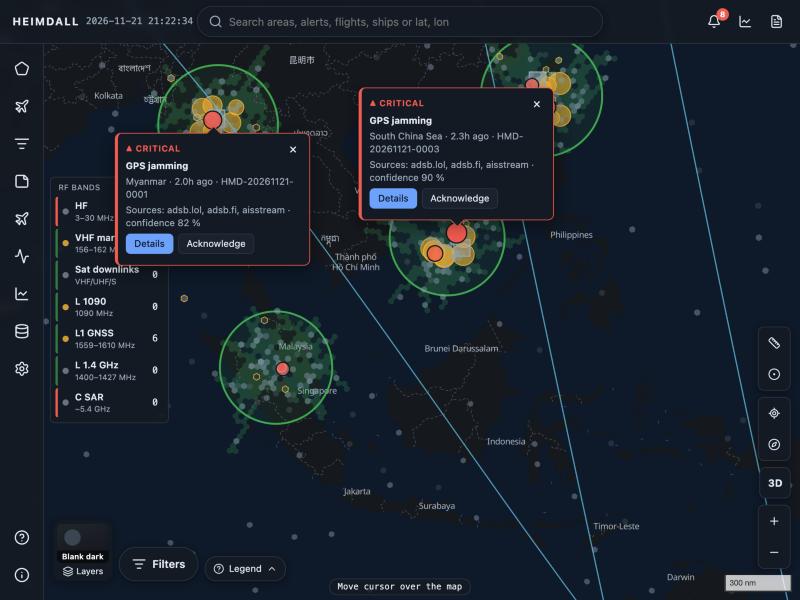 HEIMDALL
2026-11-21 21:22:34
Search areas, alerts, flights, ships or lat, lon
8
বাংলাদেশ
昆明市
Kolkata
চট্টগ্রাম
CRITICAL
GPS jamming
South China Sea · 2.3h ago · HMD-
20261121-0003
Sources: adsb.lol, adsb.fi, aisstream ·
confidence 90 %
Details
Acknowledge
CRITICAL
GPS jamming
Myanmar · 2.0h ago · HMD-20261121-
0001
Sources: adsb.lol, adsb.fi, aisstream ·
confidence 82 %
Details
Acknowledge
RF BANDS
HF
3–30 MHz
VHF mar
156–162 M
Sat downlinks
VHF/UHF/S
0
L 1090
1090 MHz
0
L1 GNSS
1559–1610 MHz
6
L 1.4 GHz
1400–1427 MHz
0
C SAR
~5.4 GHz
0
Philippines
Thành phố
Hồ Chí Minh
Malaysia
Brunei Darussalam
Singapore
Indonesia
Jakarta
Surabaya
Timor-Leste
Darwin
3D
+
−
300 nm
Blank dark
Layers
Filters
Legend
Move cursor over the map